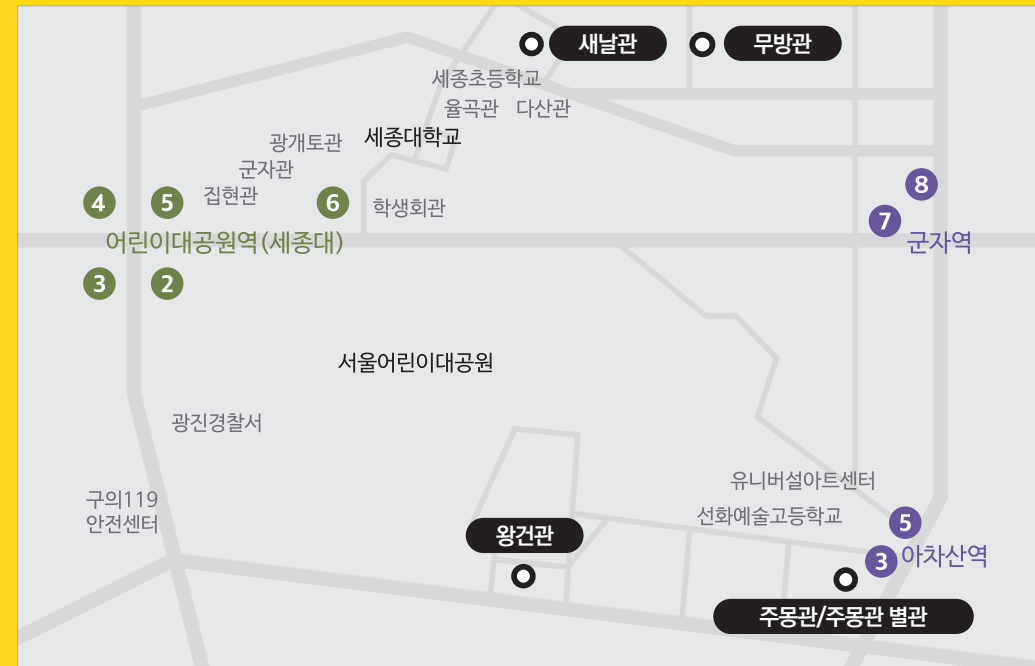 새날관
무방관
세종초등학교
율곡관 다산관
광개토관
세종대학교
군자관
집현관
학생회관
4
5
6
8
7
어린이대공원역(세종대)
군자역
3
2
서울어린이대공원
광진경찰서
유니버설아트센터
구의119
안전센터
선화예술고등학교
5
왕건관
3
아차산역
주몽관/주몽관 별관